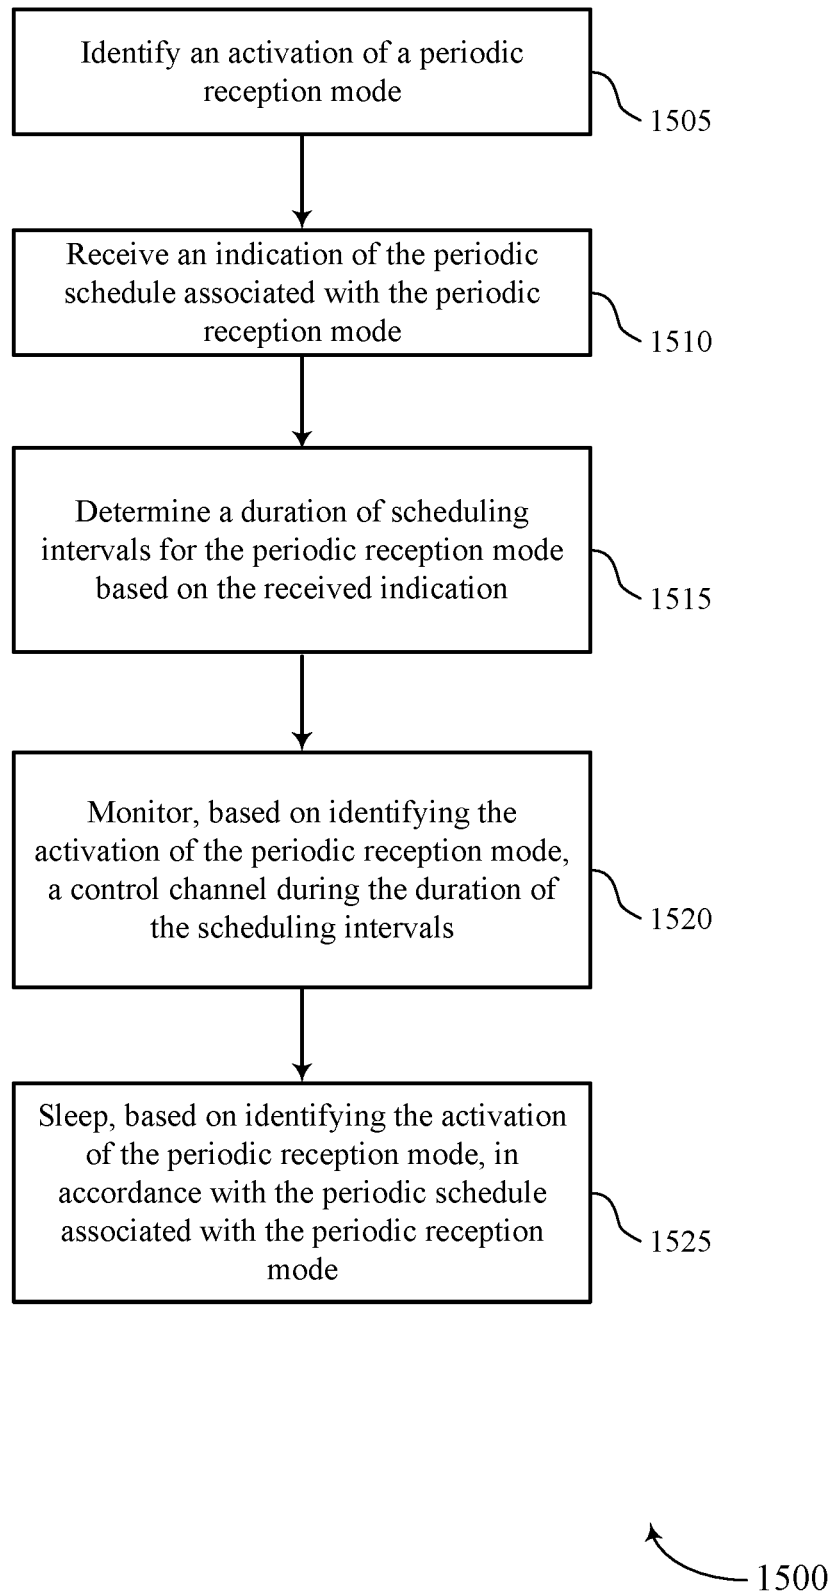 Identify an activation of a periodic
reception mode
1505
Receive an indication of the periodic
schedule associated with the periodic
reception mode
1510
Determine a duration of scheduling
intervals for the periodic reception mode
based on the received indication
1515
Monitor, based on identifying the
activation of the periodic reception mode,
a control channel during the duration of
the scheduling intervals
1520
Sleep, based on identifying the activation
of the periodic reception mode, in
accordance with the periodic schedule
associated with the periodic reception
mode
1525
1500